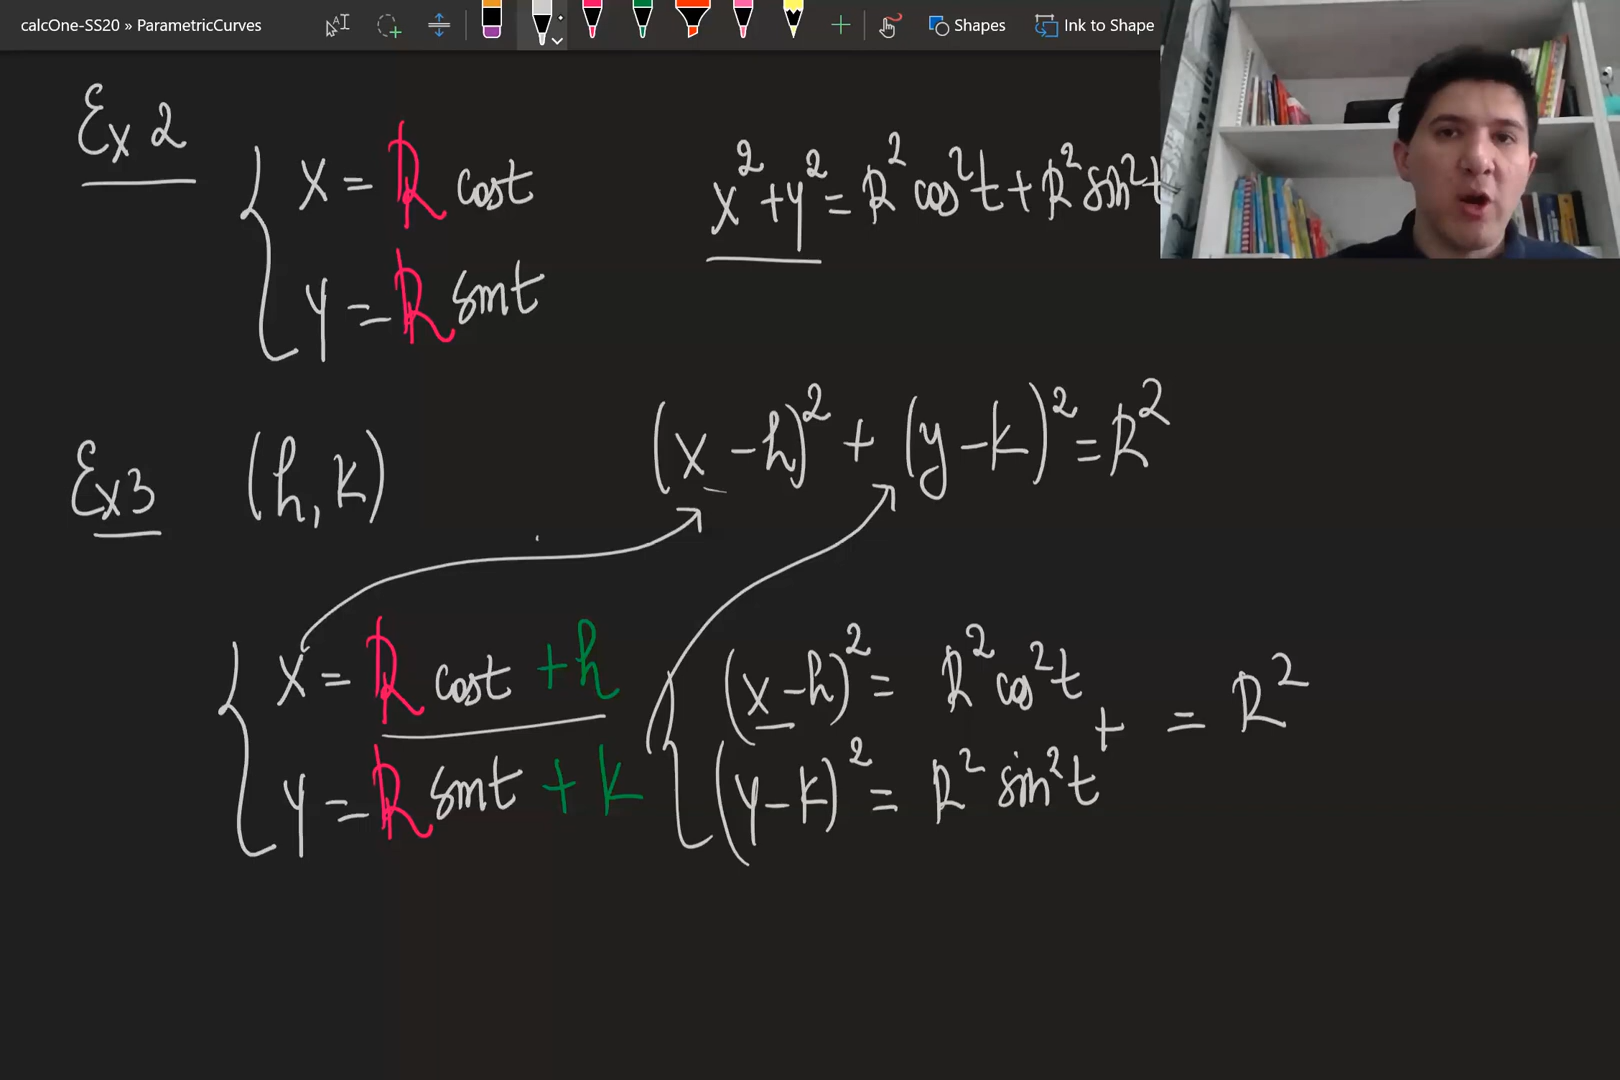 calcOne-SS20 » ParametricCurves
Shapes
Ink to Shape
Ex 2
x = R cost
y = R sint
x² + y² = R² cos²t + R² sin²t
Ex3 (h, k)
(x - h)² + (y - k)² = R²
x = R cost + h
y = R sint + k
(x - h)² = R² cos²t
(y - k)² = R² sin²t
+ = R²